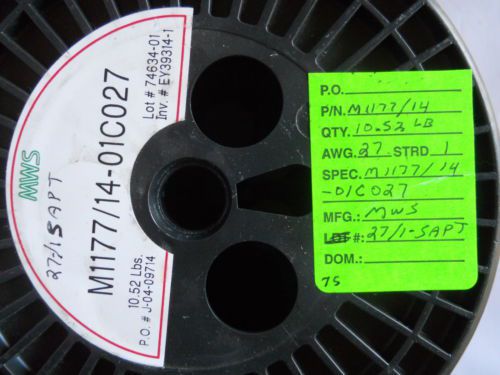 MWS
27/1SAPT
M1177/14-01C027
Lot # 74634-01
Inv. # EY39314-1
10.52 Lbs.
P.O. # J-04-09714
P.O.
P/N. M1177/14
QTY. 10.52 LB
AWG. 27 STRD 1
SPEC. M1177/14
-01C027
MFG.: MWS
LOT #: 27/1-SAPT
DOM.:
75